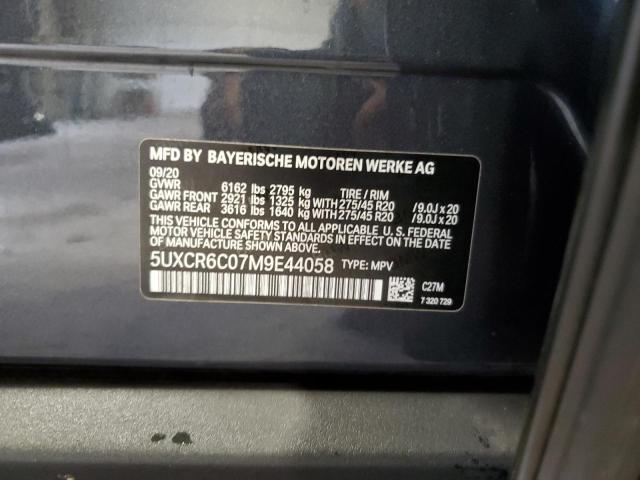 MFD BY BAYERISCHE MOTOREN WERKE AG
09/20
GVWR 6162 lbs 2795 kg TIRE / RIM
GAWR FRONT 2921 lbs 1325 kg WITH 275/45 R20 /9.0J x 20
GAWR REAR 3616 lbs 1640 kg WITH 275/45 R20 /9.0J x 20
THIS VEHICLE CONFORMS TO ALL APPLICABLE U. S. FEDERAL
MOTOR VEHICLE SAFETY STANDARDS IN EFFECT ON THE
DATE OF MANUFACTURE SHOWN ABOVE.
5UXCR6C07M9E44058 TYPE: MPV
C27M
7 320 729